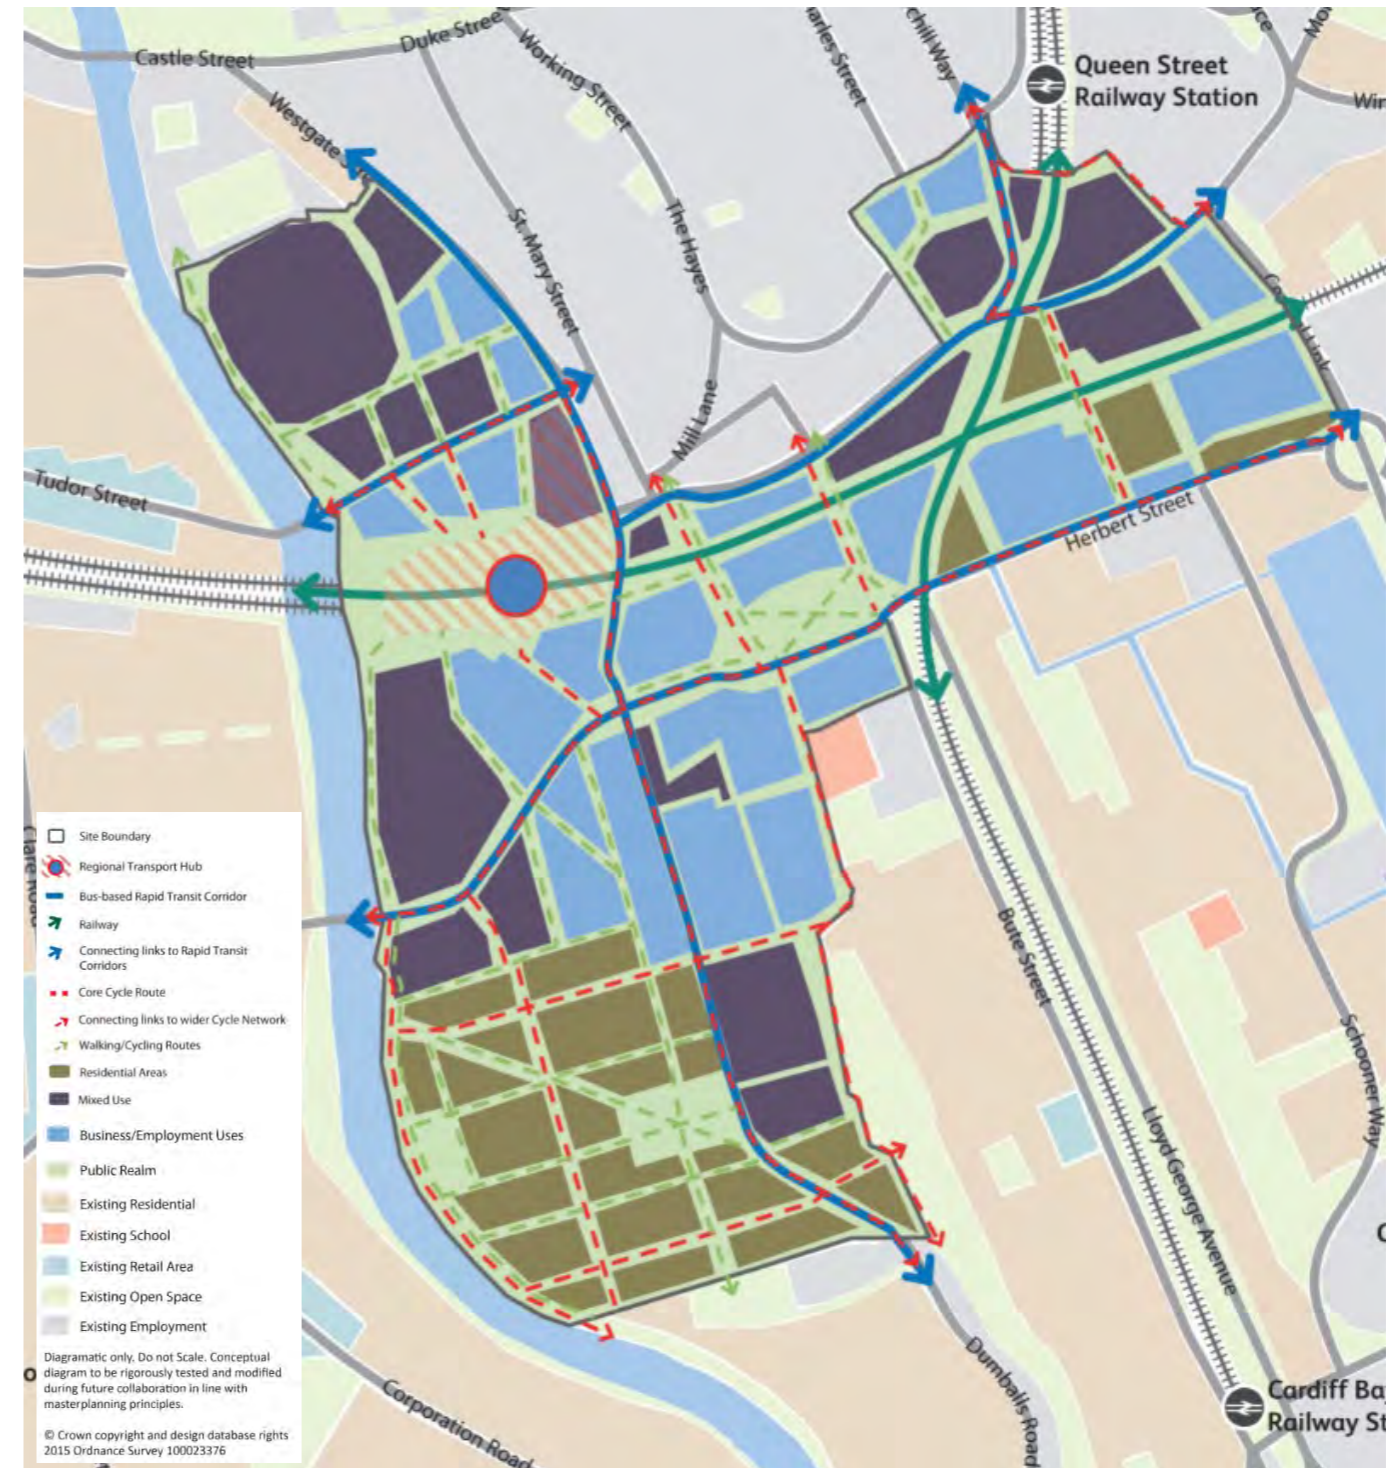 Castle Street
Duke Street
Working Street
Westgate
St. Mary Street
The Hayes
Mill Lane
Queen Street
Railway Station
Tudor Street
Herbert Street
Bute Street
Lloyd George Avenue
Schooner Way
Dumballs Road
Corporation Road
Cardiff Ba
Railway St
Site Boundary
Regional Transport Hub
Bus-based Rapid Transit Corridor
Railway
Connecting links to Rapid Transit
Corridors
Core Cycle Route
Connecting links to wider Cycle Network
Walking/Cycling Routes
Residential Areas
Mixed Use
Business/Employment Uses
Public Realm
Existing Residential
Existing School
Existing Retail Area
Existing Open Space
Existing Employment
Diagramatic only. Do not Scale. Conceptual
diagram to be rigorously tested and modified
during future collaboration in line with
masterplanning principles.
© Crown copyright and design database rights
2015 Ordnance Survey 100023376